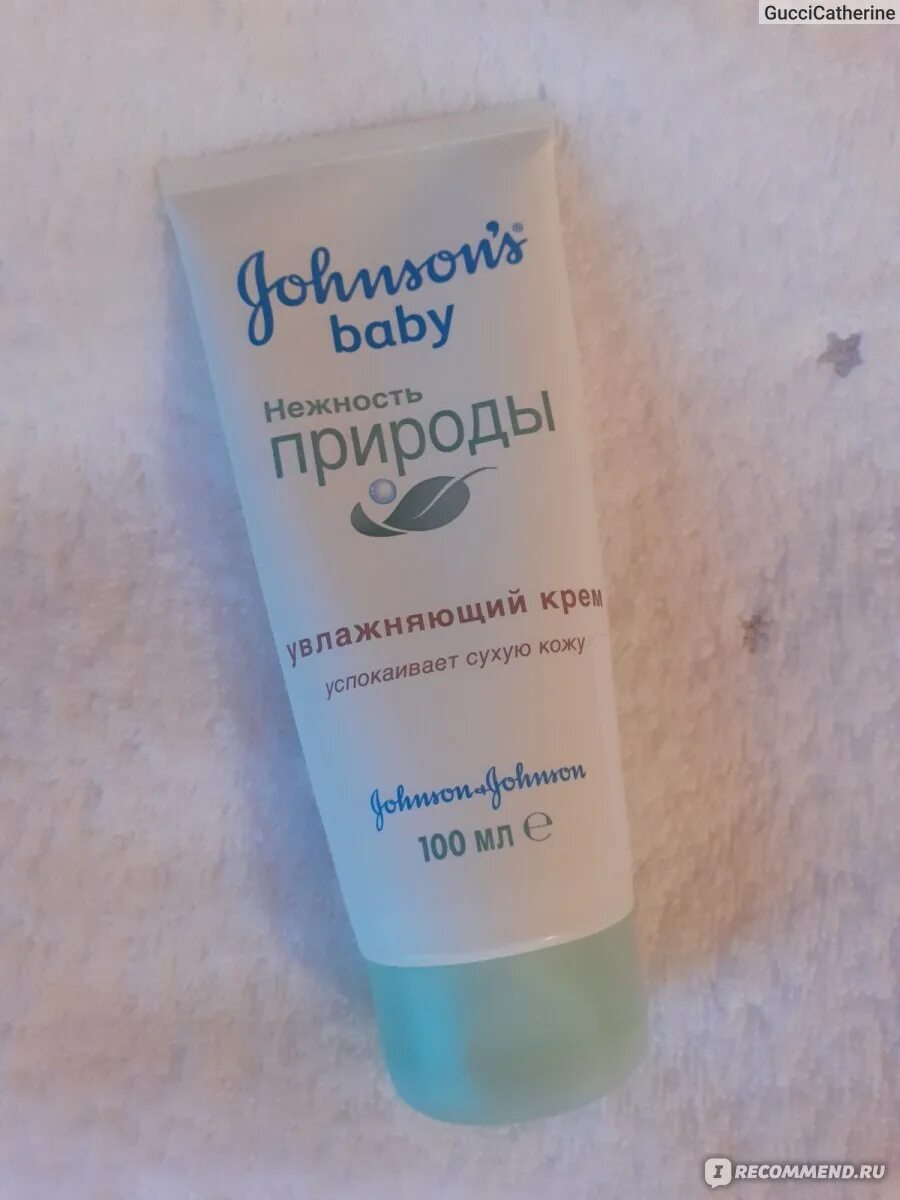 GucciCatherine
Johnson's®
baby
Нежность
природы
увлажняющий крем
успокаивает сухую кожу
Johnson & Johnson
100 мл ℮
IRECOMMEND.RU